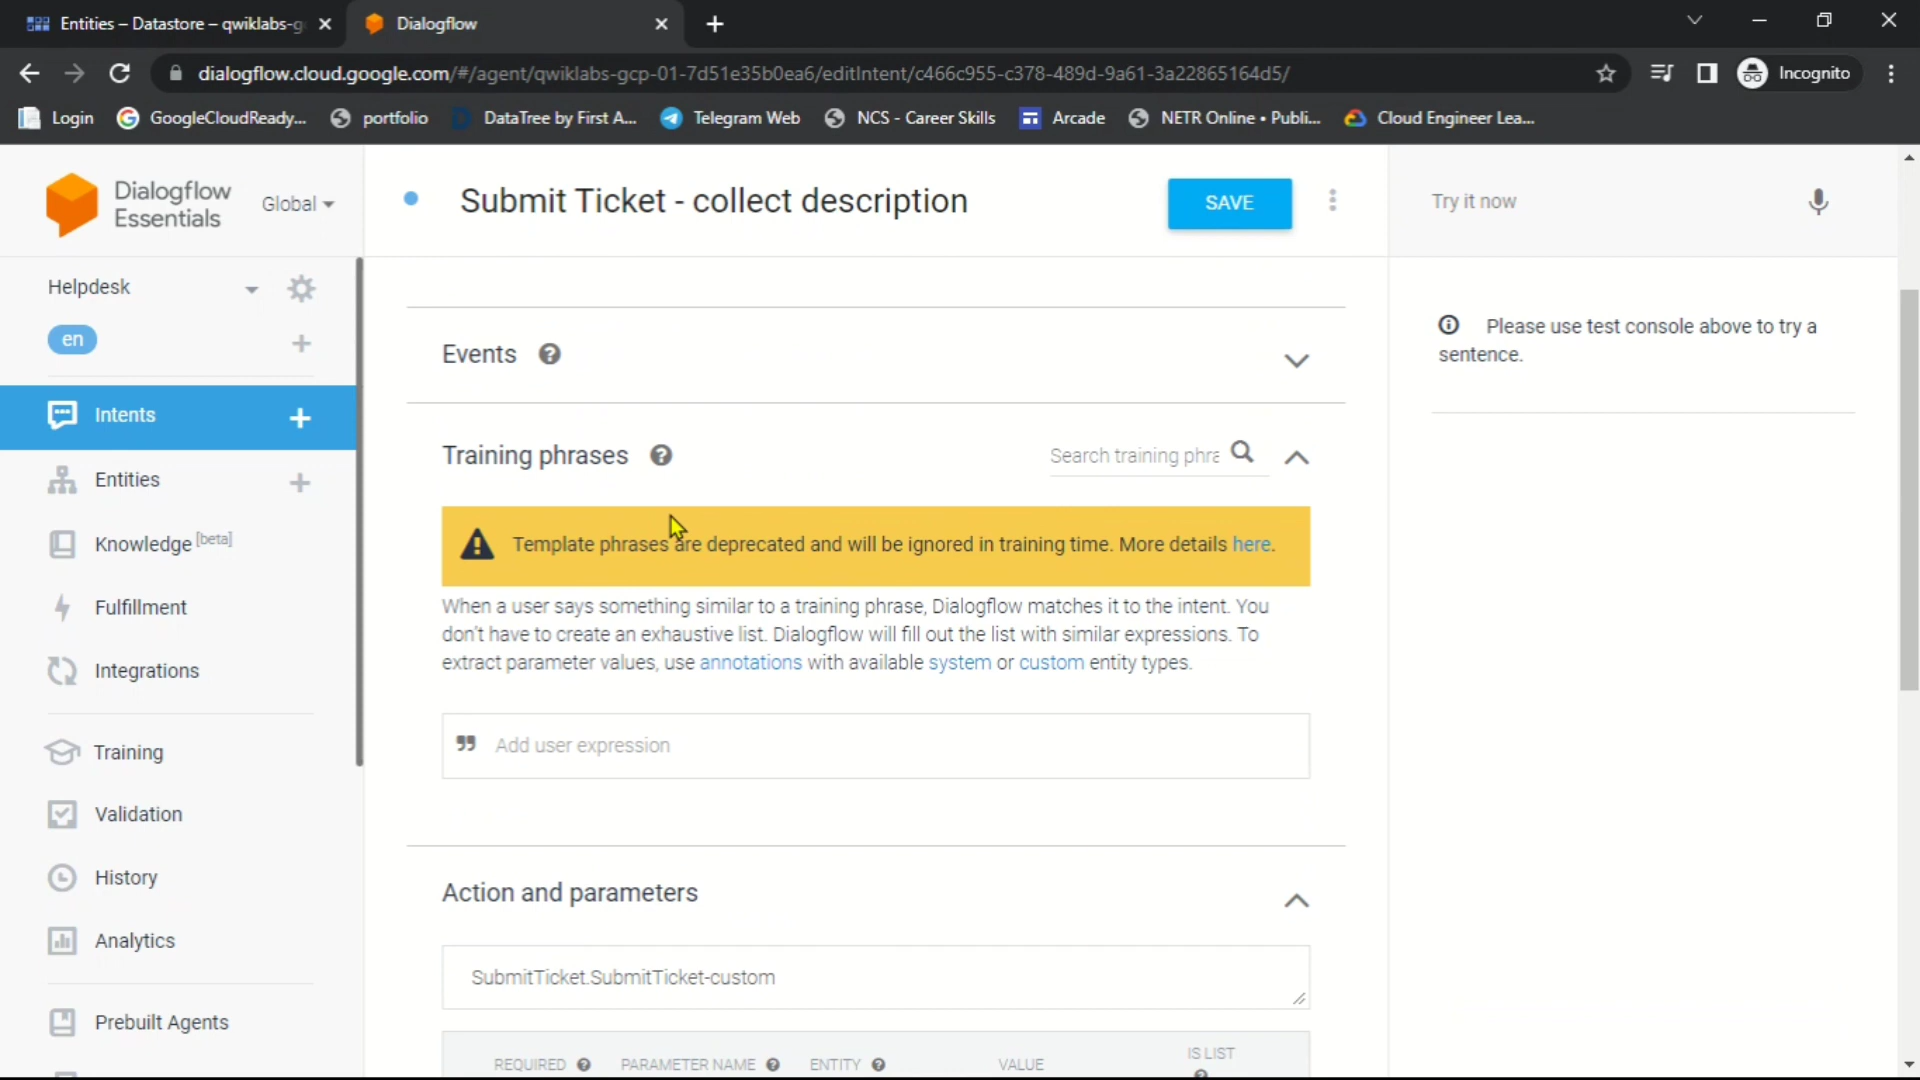 Entities – Datastore – qwiklabs-g
Dialogflow
dialogflow.cloud.google.com/#/agent/qwiklabs-gcp-01-7d51e35b0ea6/editIntent/c466c955-c378-489d-9a61-3a22865164d5/
Incognito
Login
GoogleCloudReady...
portfolio
DataTree by First A...
Telegram Web
NCS - Career Skills
Arcade
NETR Online • Publi...
Cloud Engineer Lea...
Dialogflow
Essentials
Global
Submit Ticket - collect description
SAVE
Try it now
Helpdesk
en
Intents
Entities
Knowledge [beta]
Fulfillment
Integrations
Training
Validation
History
Analytics
Prebuilt Agents
Events
Training phrases
Search training phra
Template phrases are deprecated and will be ignored in training time. More details here.
When a user says something similar to a training phrase, Dialogflow matches it to the intent. You
don't have to create an exhaustive list. Dialogflow will fill out the list with similar expressions. To
extract parameter values, use annotations with available system or custom entity types.
Add user expression
Action and parameters
SubmitTicket.SubmitTicket-custom
REQUIRED
PARAMETER NAME
ENTITY
VALUE
IS LIST
Please use test console above to try a
sentence.